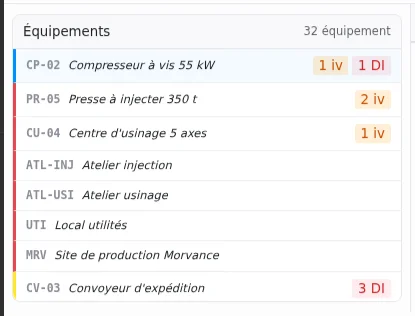 Équipements 32 équipement
CP-02 Compresseur à vis 55 kW 1 iv 1 DI
PR-05 Presse à injecter 350 t 2 iv
CU-04 Centre d'usinage 5 axes 1 iv
ATL-INJ Atelier injection
ATL-USI Atelier usinage
UTI Local utilités
MRV Site de production Morvance
CV-03 Convoyeur d'expédition 3 DI